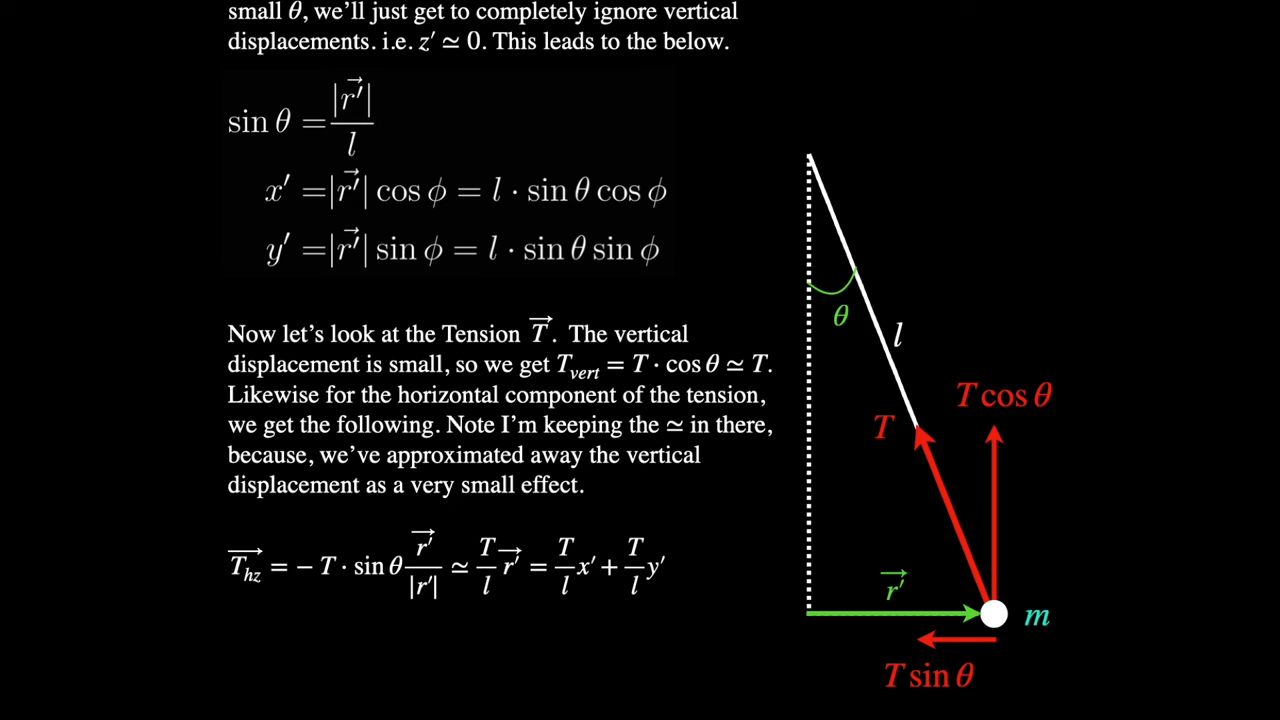 small θ, we’ll just get to completely ignore vertical
displacements. i.e. z′ ≃ 0. This leads to the below.
sin θ = |r⃗′| / l
x′ = |r⃗′| cos ϕ = l · sin θ cos ϕ
y′ = |r⃗′| sin ϕ = l · sin θ sin ϕ
Now let’s look at the Tension T⃗. The vertical
displacement is small, so we get T_vert = T · cos θ ≃ T.
Likewise for the horizontal component of the tension,
we get the following. Note I’m keeping the ≃ in there,
because, we’ve approximated away the vertical
displacement as a very small effect.
T⃗_hz = − T · sin θ r⃗′ / |r′| ≃ T/l r⃗′ = T/l x′ + T/l y′
θ
l
T cos θ
T
r⃗′
m
T sin θ